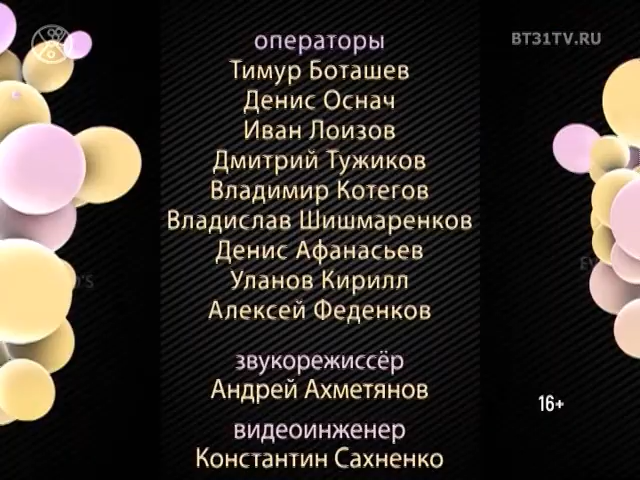 BT31TV.RU
операторы
Тимур Боташев
Денис Оснач
Иван Лоизов
Дмитрий Тужиков
Владимир Котегов
Владислав Шишмаренков
Денис Афанасьев
Уланов Кирилл
Алексей Феденков
звукорежиссёр
Андрей Ахметянов
16+
видеоинженер
Константин Сахненко